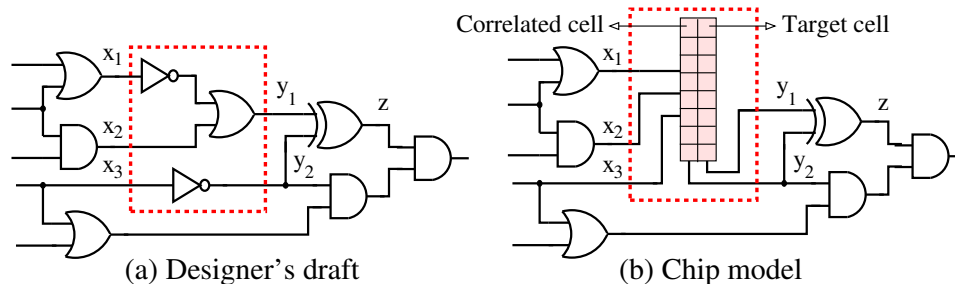 x1
x2
x3
y1
y2
z
(a) Designer's draft
Correlated cell
Target cell
x1
x2
x3
y1
y2
z
(b) Chip model